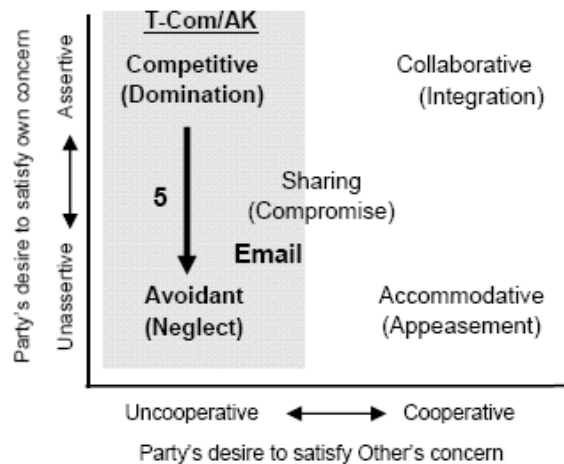 T-Com/AK
Competitive
(Domination)
Collaborative
(Integration)
5
Sharing
(Compromise)
Email
Avoidant
(Neglect)
Accommodative
(Appeasement)
Party's desire to satisfy own concern
Unassertive
Assertive
Uncooperative
Cooperative
Party's desire to satisfy Other's concern